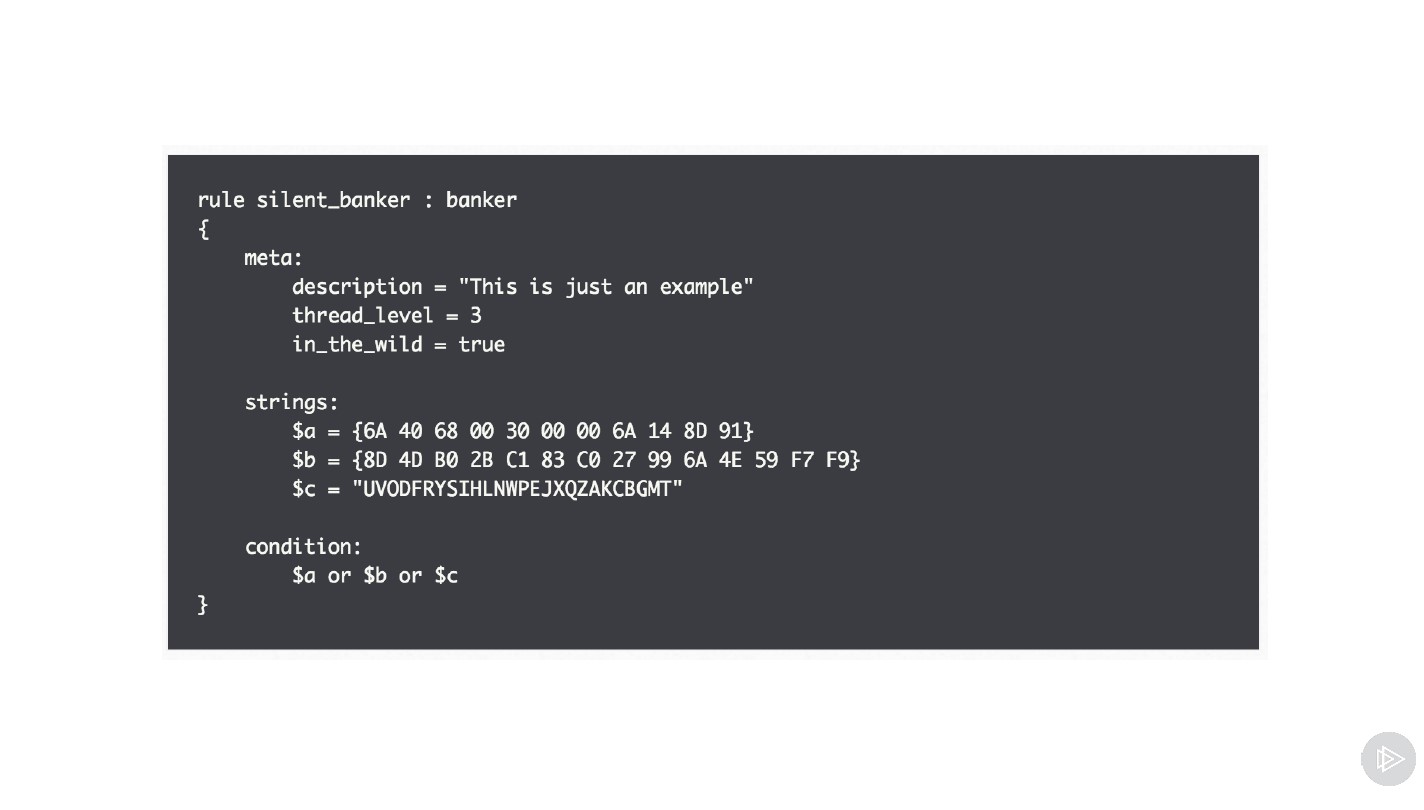 rule silent_banker : banker
{
    meta:
        description = "This is just an example"
        thread_level = 3
        in_the_wild = true

    strings:
        $a = {6A 40 68 00 30 00 00 6A 14 8D 91}
        $b = {8D 4D B0 2B C1 83 C0 27 99 6A 4E 59 F7 F9}
        $c = "UVODFRYSIHLNWPEJXQZAKCBGMT"

    condition:
        $a or $b or $c
}